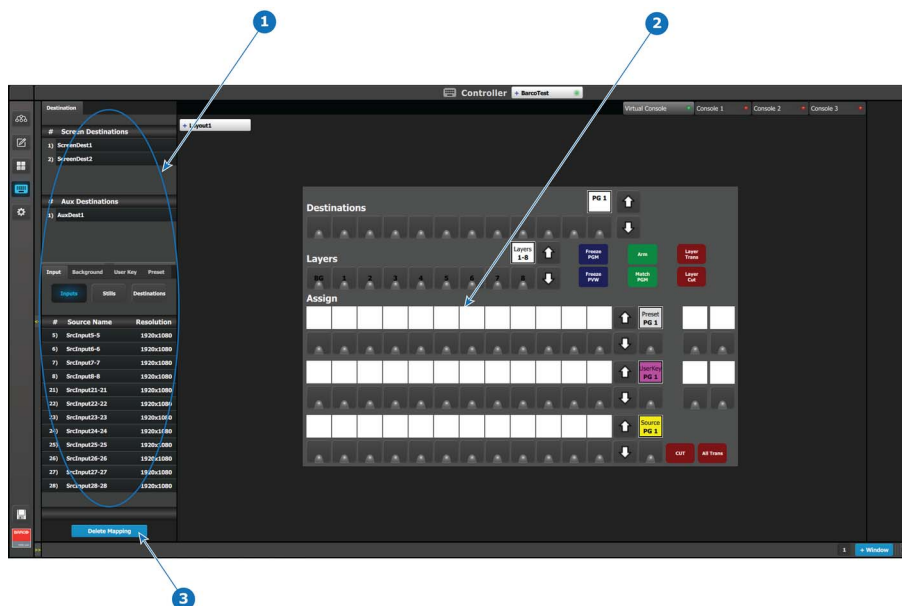 1
2
Controller + BarcoTest
Destination
Virtual Console
Console 1
Console 2
Console 3
# Screen Destinations
+ Layout1
1) ScreenDest1
2) ScreenDest2
# Aux Destinations
1) AuxDest1
Destinations
PG 1
Layers
Layers
1-8
Freeze
PGM
Arm
Layer
Trans
BG 1 2 3 4 5 6 7 8
Freeze
PVW
Match
PGM
Layer
Cut
Assign
Preset
PG 1
UserKey
PG 1
Source
PG 1
CUT
All Trans
Input Background User Key Preset
Inputs Stills Destinations
# Source Name Resolution
5) SrcInput5-5 1920x1080
6) SrcInput6-6 1920x1080
7) SrcInput7-7 1920x1080
8) SrcInput8-8 1920x1080
21) SrcInput21-21 1920x1080
22) SrcInput22-22 1920x1080
23) SrcInput23-23 1920x1080
24) SrcInput24-24 1920x1080
25) SrcInput25-25 1920x1080
26) SrcInput26-26 1920x1080
27) SrcInput27-27 1920x1080
28) SrcInput28-28 1920x1080
Delete Mapping
BARCO
1 + Window
3